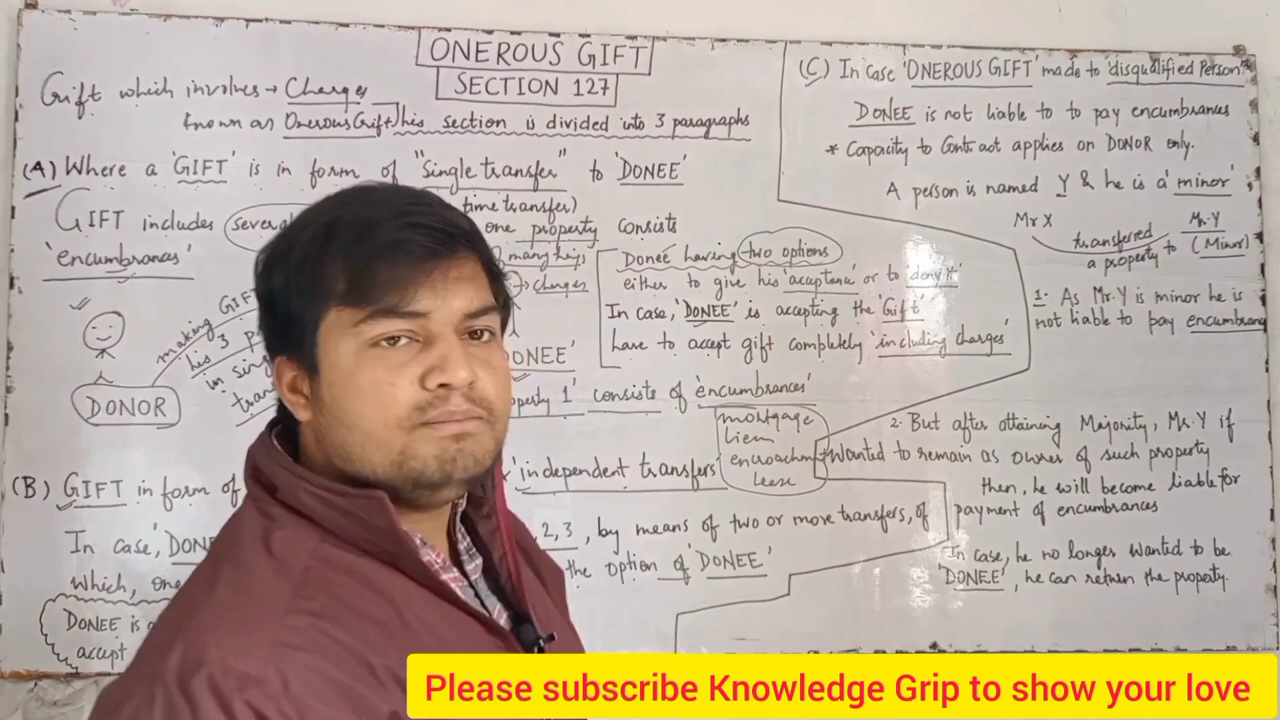 ONEROUS GIFT
SECTION 127
Gift which involves → Charges
known as Onerous Gift This section is divided into 3 paragraphs
(A) Where a 'GIFT' is in form of "Single transfer" to 'DONEE'
time transfer)
GIFT includes several
one property consists
'encumbrances'
many
charges
Donee having two options
either to give his 'acceptance' or to 'deny it'
In case, 'DONEE' is accepting the 'Gift'
have to accept gift completely 'including charges'
making GIFT
his 3
in
DONOR
DONEE'
1' consists of 'encumbrances'
mortgage
lien
encroachment
lease
(B) GIFT in form of
'independent transfers'
In case,
2, 3, by means of two or more transfers, of
which, one
the option of 'DONEE'
DONEE is
accept
(C) In case 'ONEROUS GIFT' made to 'disqualified Person'
DONEE is not liable to to pay encumbrances
* Capacity to Contract applies on DONOR only.
A person is named Y & he is a 'minor'
Mr X
Mr. Y
transferred
a property to
(Minor)
1. As Mr. Y is minor he is
not liable to pay
2. But after attaining Majority, Mr. Y if
Wanted to remain as owner of such property
then, he will become liable for
payment of encumbrances
In case, he no longer wanted to be
'DONEE', he can return the property.
Please subscribe Knowledge Grip to show your love